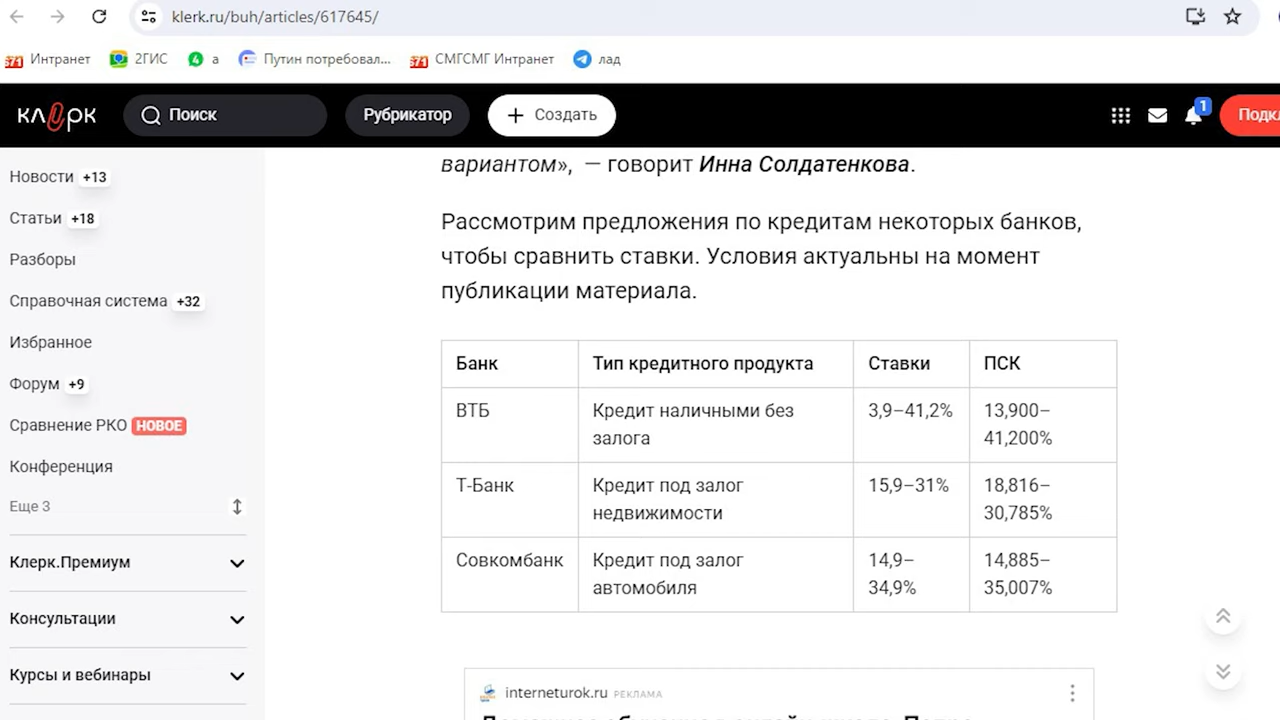 klerk.ru/buh/articles/617645/
Интранет 2ГИС а Путин потребовал... СМГСМГ Интранет лад
клерк Поиск Рубрикатор + Создать 1
вариантом», — говорит Инна Солдатенкова.
Новости +13
Статьи +18
Разборы
Справочная система +32
Избранное
Форум +9
Сравнение РКО НОВОЕ
Конференция
Еще 3
Клерк.Премиум
Консультации
Курсы и вебинары
Рассмотрим предложения по кредитам некоторых банков,
чтобы сравнить ставки. Условия актуальны на момент
публикации материала.
Банк Тип кредитного продукта Ставки ПСК
ВТБ Кредит наличными без 3,9–41,2% 13,900–
залога 41,200%
Т-Банк Кредит под залог 15,9–31% 18,816–
недвижимости 30,785%
Совкомбанк Кредит под залог 14,9– 14,885–
автомобиля 34,9% 35,007%
interneturok.ru РЕКЛАМА